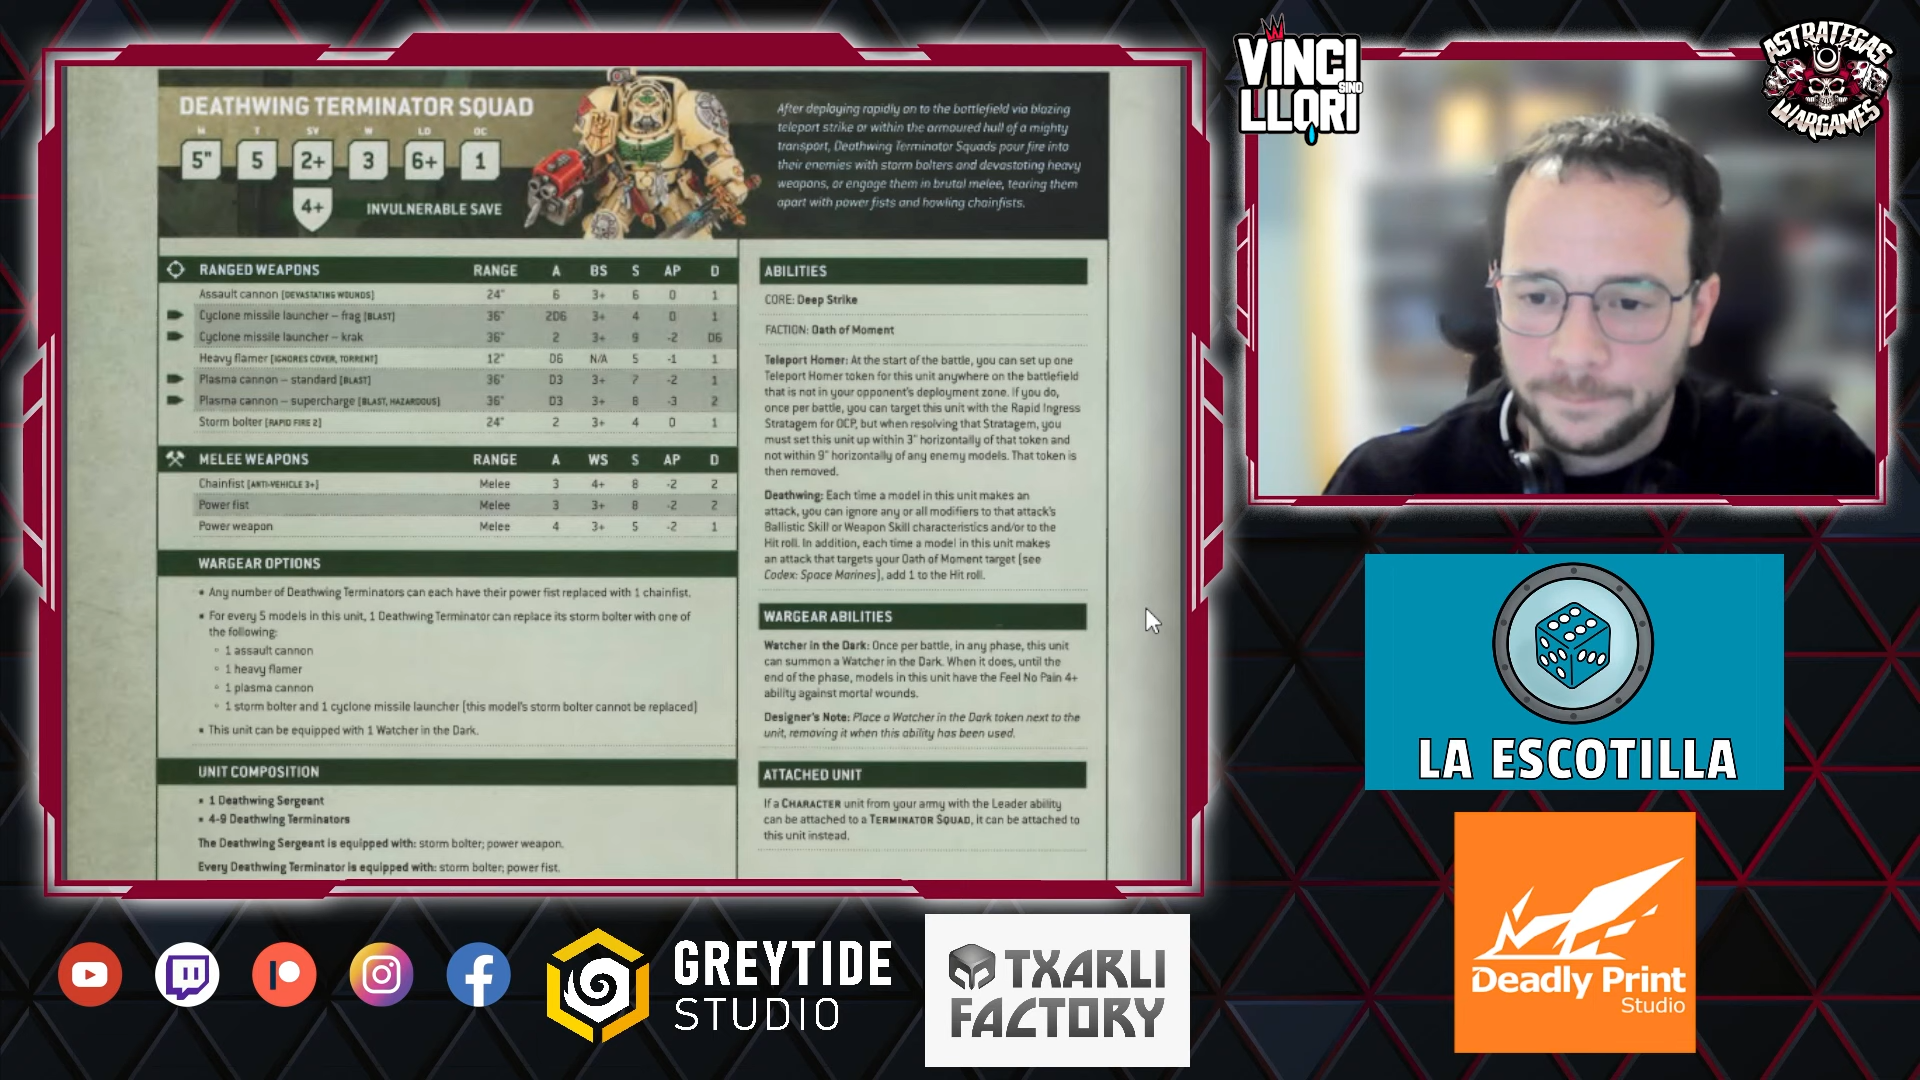 DEATHWING TERMINATOR SQUAD
M T SV W LD OC
5" 5 2+ 3 6+ 1
4+ INVULNERABLE SAVE
After deploying rapidly on to the battlefield via blazing
teleport strike or within the armoured hull of a mighty
transport, Deathwing Terminator Squads pour fire into
their enemies with storm bolters and devastating heavy
weapons, or engage them in brutal melee, tearing them
apart with power fists and howling chainfists.
RANGED WEAPONS RANGE A BS S AP D
Assault cannon [DEVASTATING WOUNDS] 24" 6 3+ 6 0 1
Cyclone missile launcher – frag [BLAST] 36" 2D6 3+ 4 0 1
Cyclone missile launcher – krak 36" 2 3+ 9 -2 D6
Heavy flamer [IGNORES COVER, TORRENT] 12" D6 N/A 5 -1 1
Plasma cannon – standard [BLAST] 36" D3 3+ 7 -2 1
Plasma cannon – supercharge [BLAST, HAZARDOUS] 36" D3 3+ 8 -3 2
Storm bolter [RAPID FIRE 2] 24" 2 3+ 4 0 1
MELEE WEAPONS RANGE A WS S AP D
Chainfist [ANTI-VEHICLE 3+] Melee 3 4+ 8 -2 2
Power fist Melee 3 3+ 8 -2 2
Power weapon Melee 4 3+ 5 -2 1
WARGEAR OPTIONS
▪ Any number of Deathwing Terminators can each have their power fist replaced with 1 chainfist.
▪ For every 5 models in this unit, 1 Deathwing Terminator can replace its storm bolter with one of
the following:
◦ 1 assault cannon
◦ 1 heavy flamer
◦ 1 plasma cannon
◦ 1 storm bolter and 1 cyclone missile launcher [this model's storm bolter cannot be replaced]
▪ This unit can be equipped with 1 Watcher in the Dark.
UNIT COMPOSITION
▪ 1 Deathwing Sergeant
▪ 4-9 Deathwing Terminators
The Deathwing Sergeant is equipped with: storm bolter; power weapon.
Every Deathwing Terminator is equipped with: storm bolter; power fist.
ABILITIES
CORE: Deep Strike
FACTION: Oath of Moment
Teleport Homer: At the start of the battle, you can set up one
Teleport Homer token for this unit anywhere on the battlefield
that is not in your opponent's deployment zone. If you do,
once per battle, you can target this unit with the Rapid Ingress
Stratagem for 0CP, but when resolving that Stratagem, you
must set this unit up within 3" horizontally of that token and
not within 9" horizontally of any enemy models. That token is
then removed.
Deathwing: Each time a model in this unit makes an
attack, you can ignore any or all modifiers to that attack's
Ballistic Skill or Weapon Skill characteristics and/or to the
Hit roll. In addition, each time a model in this unit makes
an attack that targets your Oath of Moment target [see
Codex: Space Marines], add 1 to the Hit roll.
WARGEAR ABILITIES
Watcher in the Dark: Once per battle, in any phase, this unit
can summon a Watcher in the Dark. When it does, until the
end of the phase, models in this unit have the Feel No Pain 4+
ability against mortal wounds.
Designer's Note: Place a Watcher in the Dark token next to the
unit, removing it when this ability has been used.
ATTACHED UNIT
If a CHARACTER unit from your army with the Leader ability
can be attached to a TERMINATOR SQUAD, it can be attached to
this unit instead.
VINCI
SINO
LLORI
ASTRATEGAS
WARGAMES
LA ESCOTILLA
Deadly Print
Studio
GREYTIDE
STUDIO
TXARLI
FACTORY